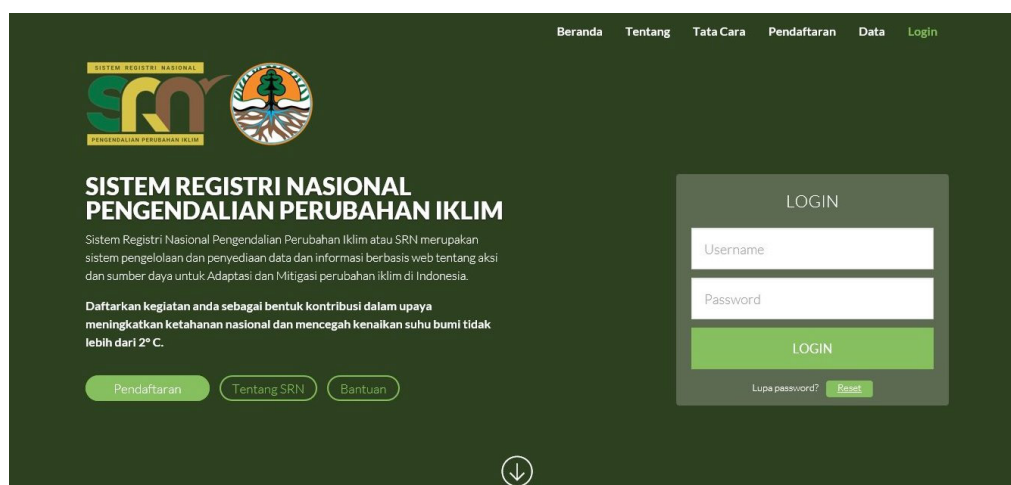 Beranda Tentang Tata Cara Pendaftaran Data Login
SISTEM REGISTRI NASIONAL
SRN
PENGENDALIAN PERUBAHAN IKLIM
SISTEM REGISTRI NASIONAL
PENGENDALIAN PERUBAHAN IKLIM
Sistem Registri Nasional Pengendalian Perubahan Iklim atau SRN merupakan
sistem pengelolaan dan penyediaan data dan informasi berbasis web tentang aksi
dan sumber daya untuk Adaptasi dan Mitigasi perubahan iklim di Indonesia.
Daftarkan kegiatan anda sebagai bentuk kontribusi dalam upaya
meningkatkan ketahanan nasional dan mencegah kenaikan suhu bumi tidak
lebih dari 2° C.
Pendaftaran Tentang SRN Bantuan
LOGIN
Username
Password
LOGIN
Lupa password? Reset